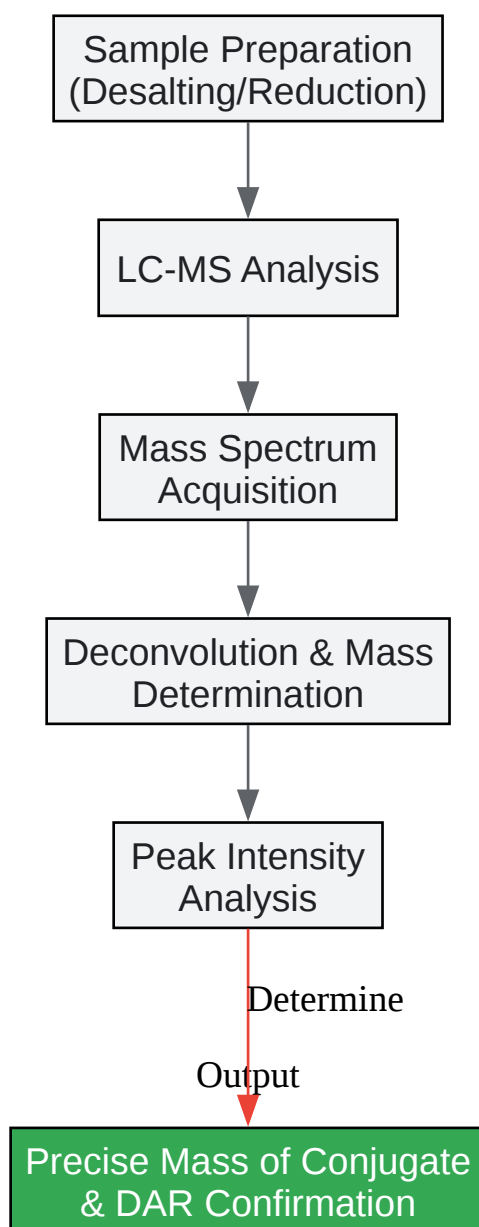 Sample Preparation
(Desalting/Reduction)
LC-MS Analysis
Mass Spectrum
Acquisition
Deconvolution & Mass
Determination
Peak Intensity
Analysis
Determine
Output
Precise Mass of Conjugate
& DAR Confirmation